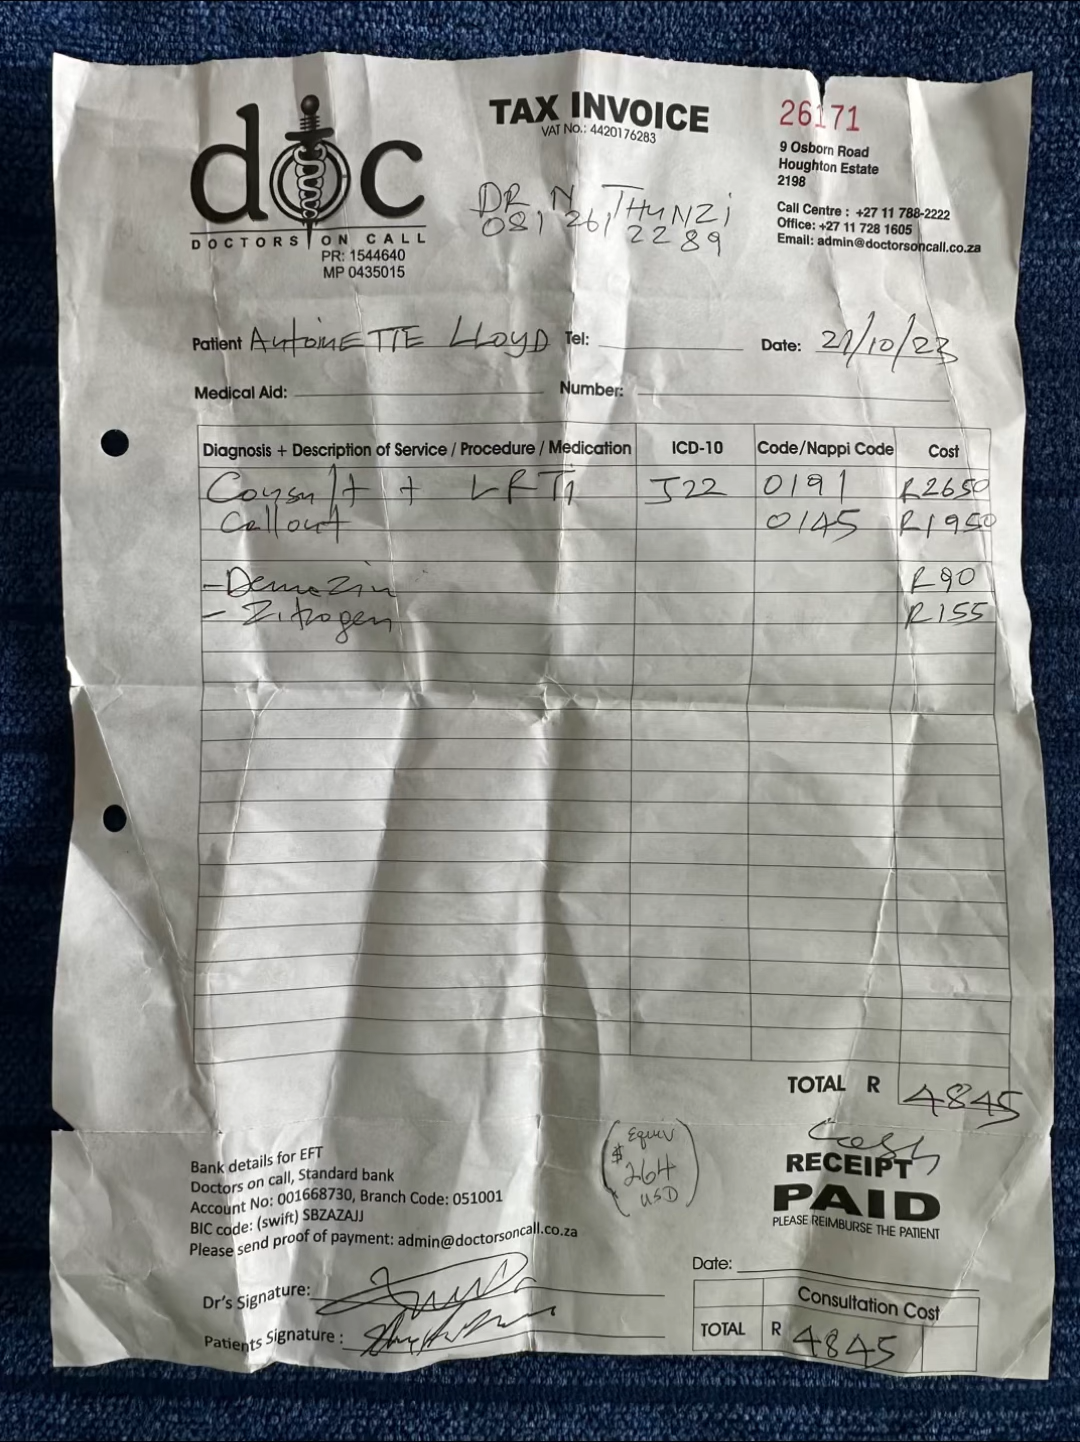 doc
DOCTORS ON CALL
PR: 1544640
MP 0435015
TAX INVOICE
VAT No.: 4420176283
DR N THUNZi
081 261 2289
26171
9 Osborn Road
Houghton Estate
2198
Call Centre : +27 11 788-2222
Office: +27 11 728 1605
Email: admin@doctorsoncall.co.za
Patient AntoinETTE LLOYD Tel: Date: 21/10/23
Medical Aid: Number:
Diagnosis + Description of Service / Procedure / Medication ICD-10 Code/Nappi Code Cost
Consult + LRTi J22 0191 R2650
Callout 0145 R1950
- Demazin R90
- Zitrogen R155
TOTAL R 4845
Cash
RECEIPT
PAID
PLEASE REIMBURSE THE PATIENT
Equiv
$ 264
USD
Bank details for EFT
Doctors on call, Standard bank
Account No: 001668730, Branch Code: 051001
BIC code: (swift) SBZAZAJJ
Please send proof of payment: admin@doctorsoncall.co.za
Dr's Signature:
Patients Signature :
Date:
Consultation Cost
TOTAL R 4845